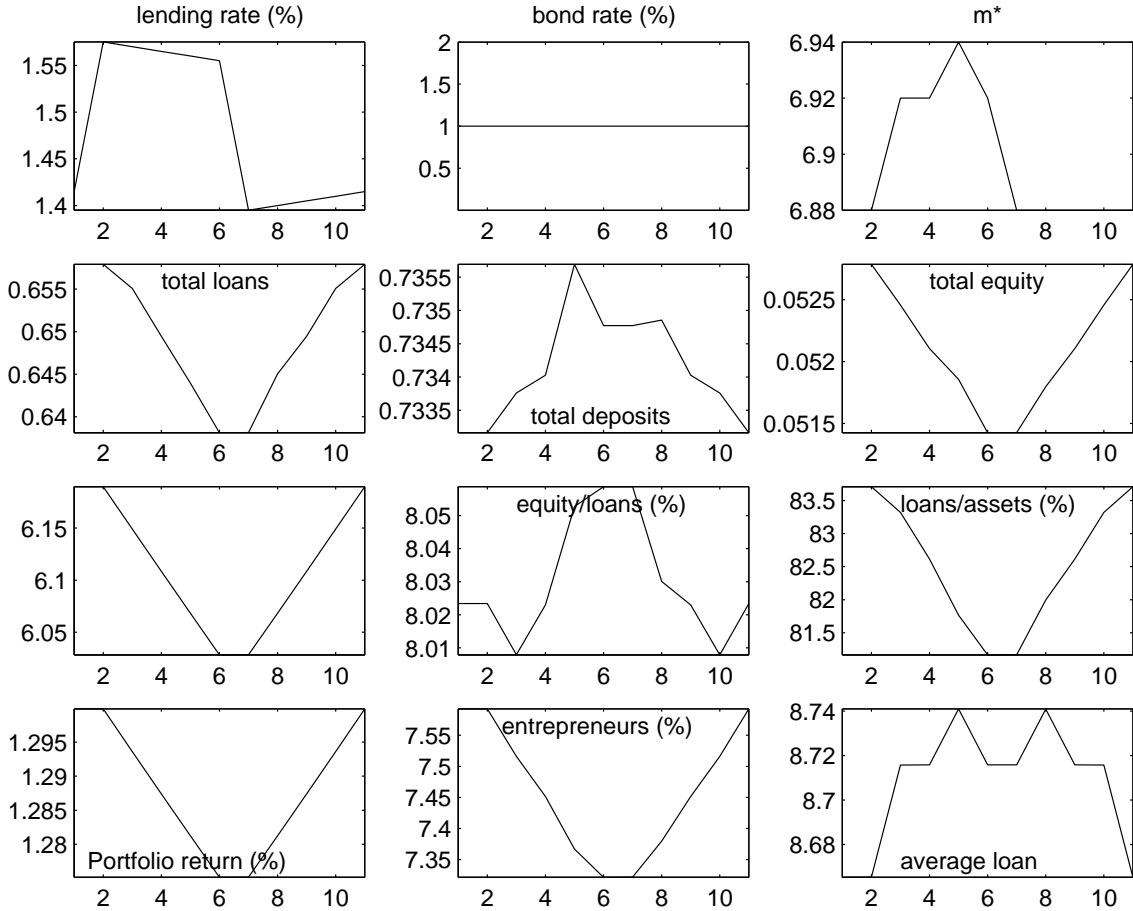 lending rate (%)
bond rate (%)
m*
1.55
1.5
1.45
1.4
2 4 6 8 10
2
1.5
1
0.5
2 4 6 8 10
6.94
6.92
6.9
6.88
2 4 6 8 10
total loans
0.655
0.65
0.645
0.64
2 4 6 8 10
0.7355
0.735
0.7345
0.734
0.7335
total deposits
2 4 6 8 10
total equity
0.0525
0.052
0.0515
2 4 6 8 10
6.15
6.1
6.05
2 4 6 8 10
equity/loans (%)
8.05
8.04
8.03
8.02
8.01
2 4 6 8 10
loans/assets (%)
83.5
83
82.5
82
81.5
2 4 6 8 10
1.295
1.29
1.285
1.28
Portfolio return (%)
2 4 6 8 10
entrepreneurs (%)
7.55
7.5
7.45
7.4
7.35
2 4 6 8 10
8.74
8.72
8.7
8.68
average loan
2 4 6 8 10